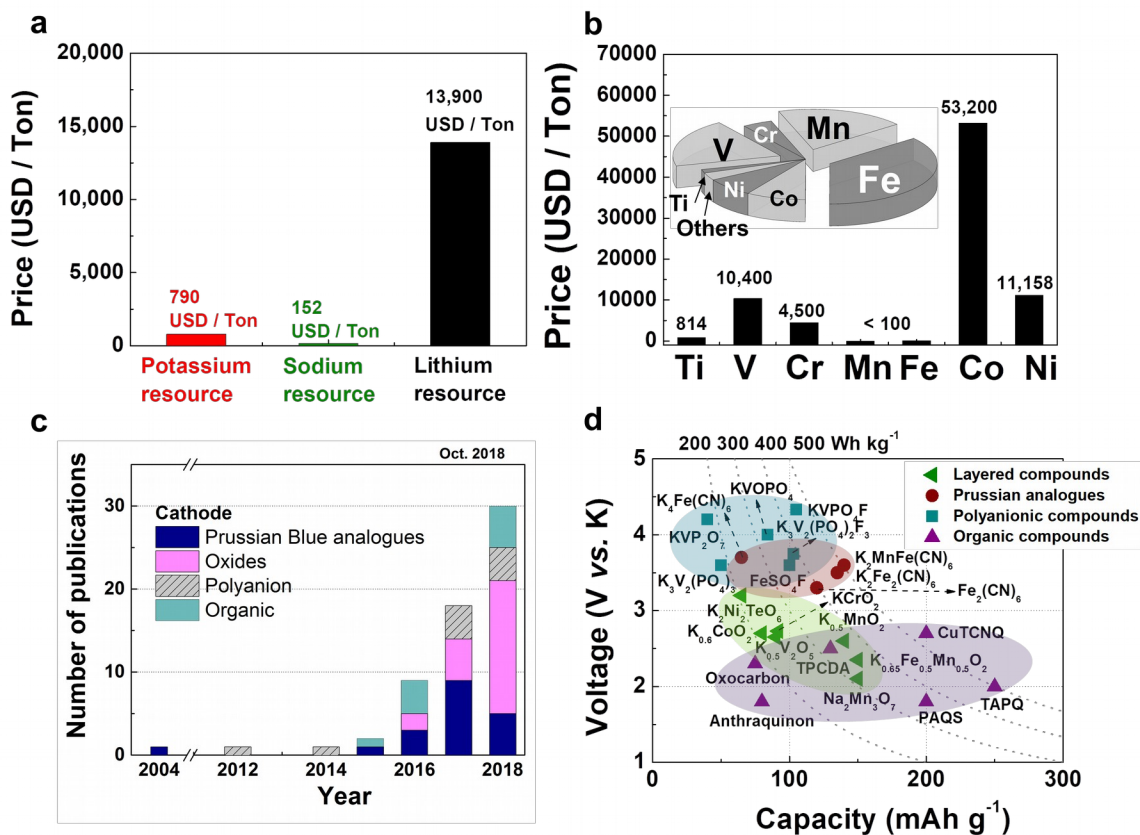 a
Price (USD / Ton)
20,000
15,000
10,000
5,000
0
790
USD / Ton
152
USD / Ton
13,900
USD / Ton
Potassium
resource
Sodium
resource
Lithium
resource
b
Price (USD / Ton)
70000
60000
50000
40000
30000
20000
10000
0
Mn
Cr
V
Fe
Ti
Others
Ni
Co
814
10,400
4,500
< 100
53,200
11,158
Ti V Cr Mn Fe Co Ni
c
Oct. 2018
Number of publications
30
20
10
0
Cathode
Prussian Blue analogues
Oxides
Polyanion
Organic
2004 2012 2014 2016 2018
Year
d
200 300 400 500 Wh kg⁻¹
Voltage (V vs. K)
5
4
3
2
1
Layered compounds
Prussian analogues
Polyanionic compounds
Organic compounds
K₄Fe(CN)₆
KVOPO₄
KVPO₄F
K₃V₂(PO₄)₂F₃
KVP₂O₇
K₂MnFe(CN)₆
K₃V₂(PO₄)₃
FeSO₄F
K₂Fe₂(CN)₆
Fe₂(CN)₆
KCrO₂
K₂Ni₂TeO₆
K₀.₅MnO₂
K₀.₆CoO₂
CuTCNQ
K₀.₅V₂O₅
K₀.₆₅Fe₀.₅Mn₀.₅O₂
TPCDA
Oxocarbon
Na₂Mn₃O₇
TAPQ
Anthraquinon
PAQS
0 100 200 300
Capacity (mAh g⁻¹)